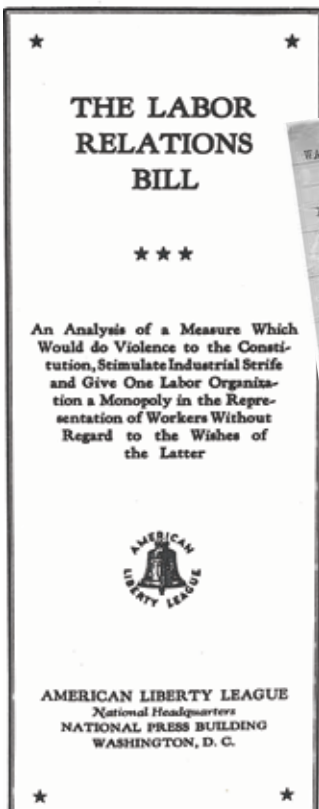 THE LABOR
RELATIONS
BILL
An Analysis of a Measure Which
Would do Violence to the Consti-
tution, Stimulate Industrial Strife
and Give One Labor Organiza-
tion a Monopoly in the Repre-
sentation of Workers Without
Regard to the Wishes of
the Latter
AMERICAN
LIBERTY LEAGUE
AMERICAN LIBERTY LEAGUE
National Headquarters
NATIONAL PRESS BUILDING
WASHINGTON, D. C.